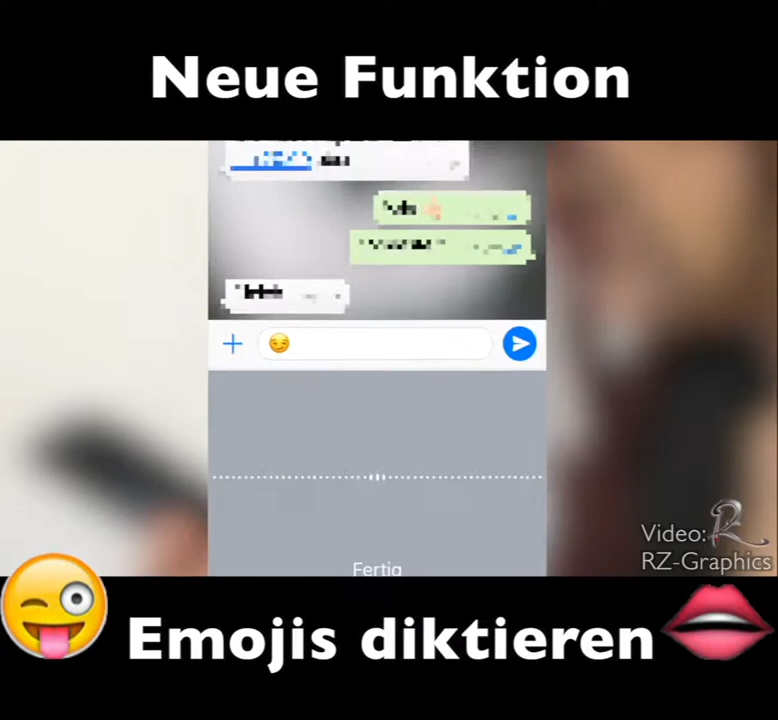 Neue Funktion
Fertig
Video:
RZ-Graphics
Emojis diktieren